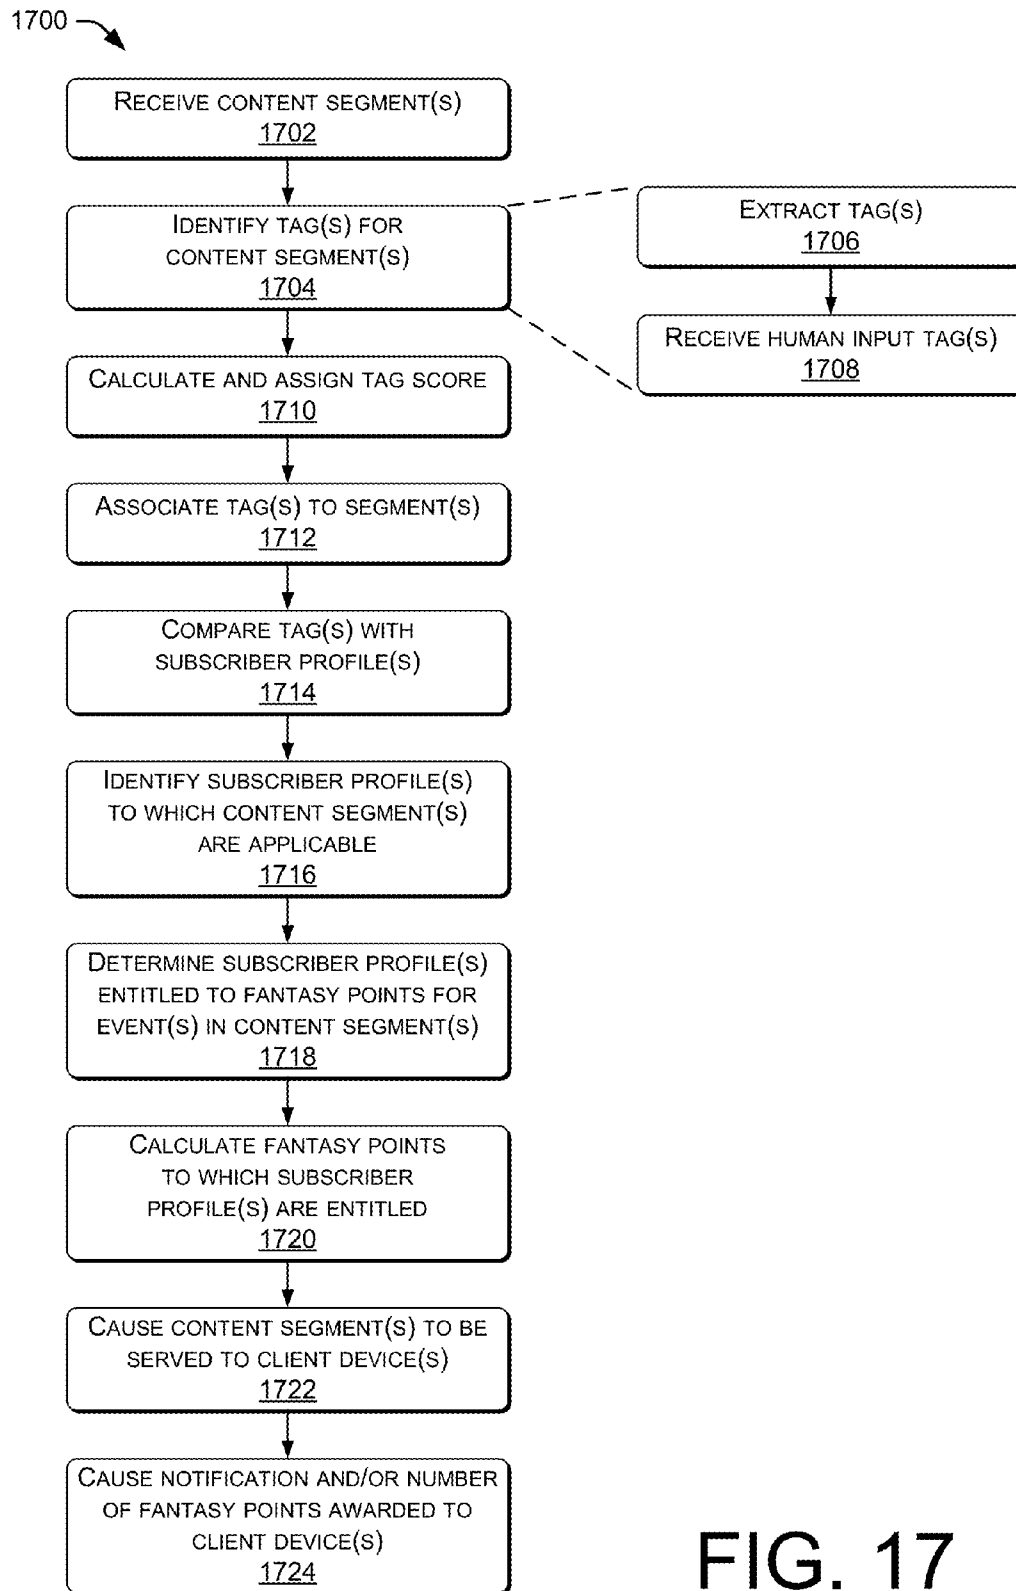 1700
RECEIVE CONTENT SEGMENT(S)
1702
IDENTIFY TAG(S) FOR
CONTENT SEGMENT(S)
1704
EXTRACT TAG(S)
1706
RECEIVE HUMAN INPUT TAG(S)
1708
CALCULATE AND ASSIGN TAG SCORE
1710
ASSOCIATE TAG(S) TO SEGMENT(S)
1712
COMPARE TAG(S) WITH
SUBSCRIBER PROFILE(S)
1714
IDENTIFY SUBSCRIBER PROFILE(S)
TO WHICH CONTENT SEGMENT(S)
ARE APPLICABLE
1716
DETERMINE SUBSCRIBER PROFILE(S)
ENTITLED TO FANTASY POINTS FOR
EVENT(S) IN CONTENT SEGMENT(S)
1718
CALCULATE FANTASY POINTS
TO WHICH SUBSCRIBER
PROFILE(S) ARE ENTITLED
1720
CAUSE CONTENT SEGMENT(S) TO BE
SERVED TO CLIENT DEVICE(S)
1722
CAUSE NOTIFICATION AND/OR NUMBER
OF FANTASY POINTS AWARDED TO
CLIENT DEVICE(S)
1724
FIG. 17